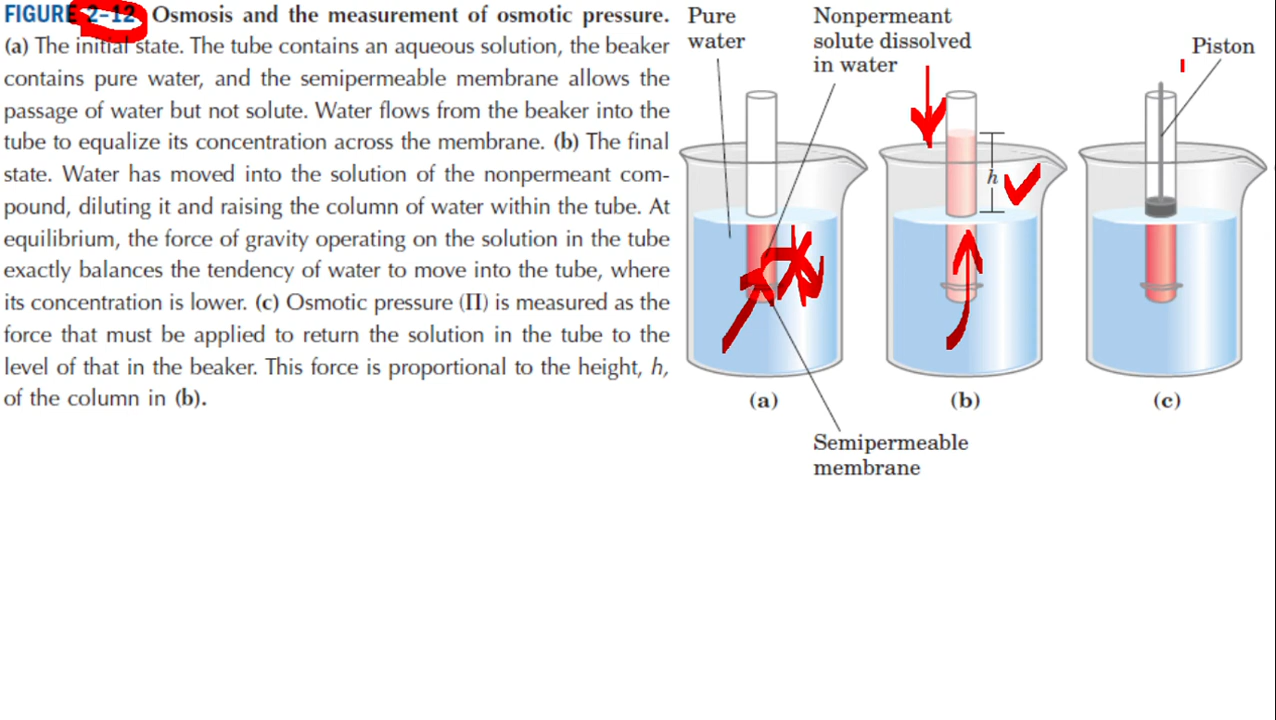 FIGURE 2–12 Osmosis and the measurement of osmotic pressure.
(a) The initial state. The tube contains an aqueous solution, the beaker
contains pure water, and the semipermeable membrane allows the
passage of water but not solute. Water flows from the beaker into the
tube to equalize its concentration across the membrane. (b) The final
state. Water has moved into the solution of the nonpermeant com-
pound, diluting it and raising the column of water within the tube. At
equilibrium, the force of gravity operating on the solution in the tube
exactly balances the tendency of water to move into the tube, where
its concentration is lower. (c) Osmotic pressure (Π) is measured as the
force that must be applied to return the solution in the tube to the
level of that in the beaker. This force is proportional to the height, h,
of the column in (b).
Pure
water
Nonpermeant
solute dissolved
in water
Piston
h
(a)
(b)
(c)
Semipermeable
membrane